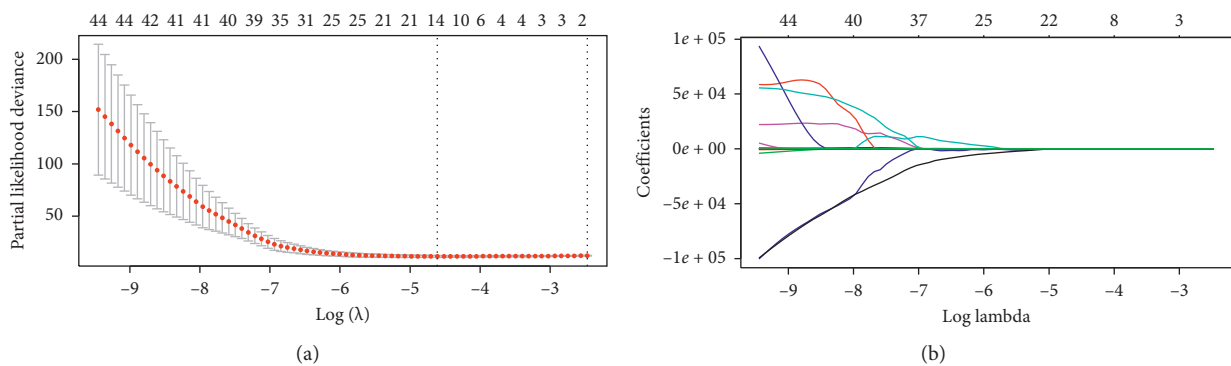 44 44 42 41 41 40 39 35 31 25 25 21 21 14 10 6 4 4 3 3 2
200
150
100
50
Partial likelihood deviance
–9 –8 –7 –6 –5 –4 –3
Log (λ)
(a)
44 40 37 25 22 8 3
1e + 05
5e + 04
0e + 00
–5e + 04
–1e + 05
Coefficients
–9 –8 –7 –6 –5 –4 –3
Log lambda
(b)